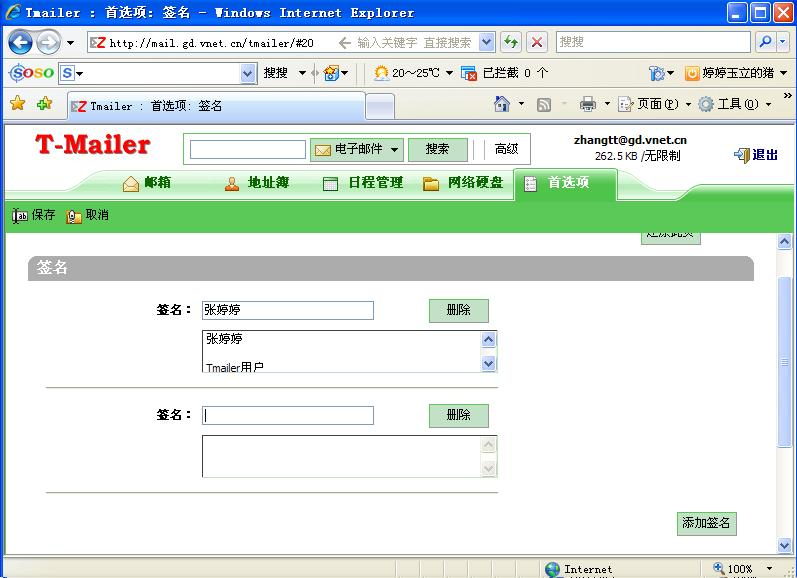 Tmailer : 首选项: 签名 - Windows Internet Explorer
http://mail.gd.vnet.cn/tmailer/#20 输入关键字 直接搜索 搜搜
SOSO S 搜搜 20～25℃ 已拦截 0 个 婷婷玉立的猪
Tmailer : 首选项: 签名 页面(P) 工具(O) »
T-Mailer 电子邮件 搜索 高级 zhangtt@gd.vnet.cn
262.5 KB /无限制 退出
邮箱 地址簿 日程管理 网络硬盘 首选项
保存 取消
签名
签名： 张婷婷 删除
张婷婷
Tmailer用户
签名： 删除
添加签名
Internet 100%